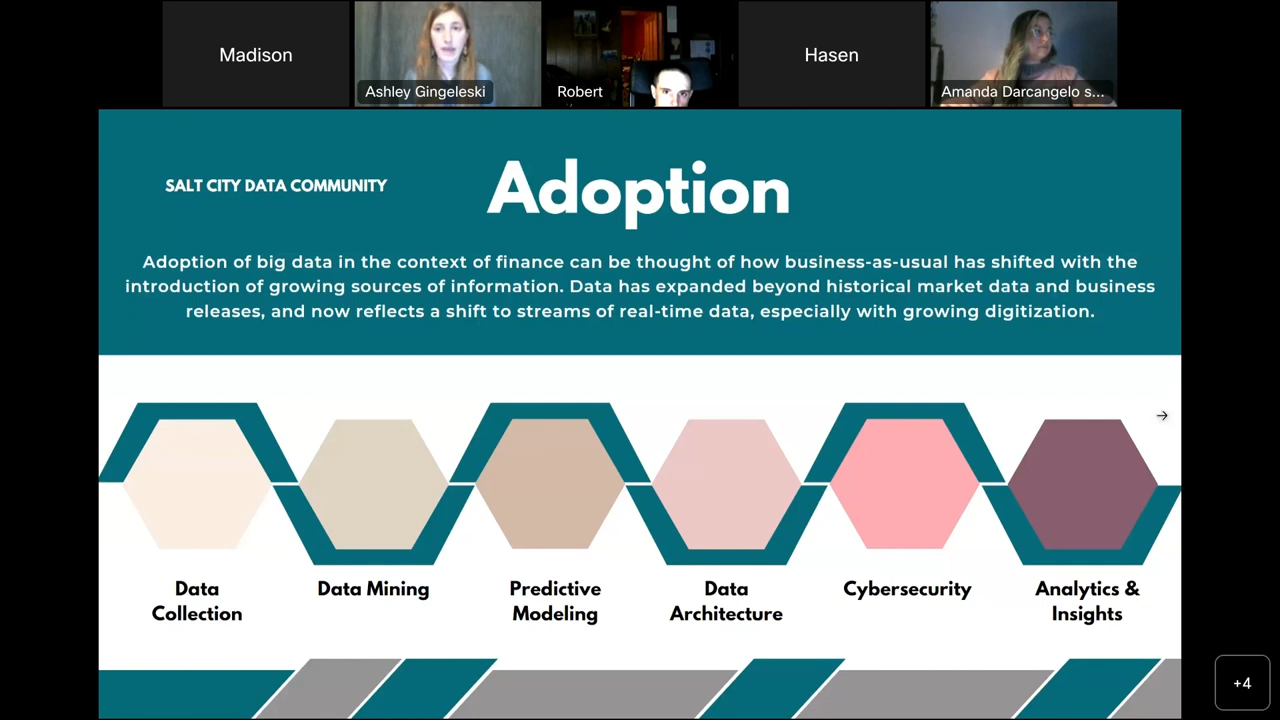 Madison
Ashley Gingeleski
Robert
Hasen
Amanda Darcangelo s...
SALT CITY DATA COMMUNITY
Adoption
Adoption of big data in the context of finance can be thought of how business-as-usual has shifted with the
introduction of growing sources of information. Data has expanded beyond historical market data and business
releases, and now reflects a shift to streams of real-time data, especially with growing digitization.
Data
Collection
Data Mining
Predictive
Modeling
Data
Architecture
Cybersecurity
Analytics &
Insights
+4